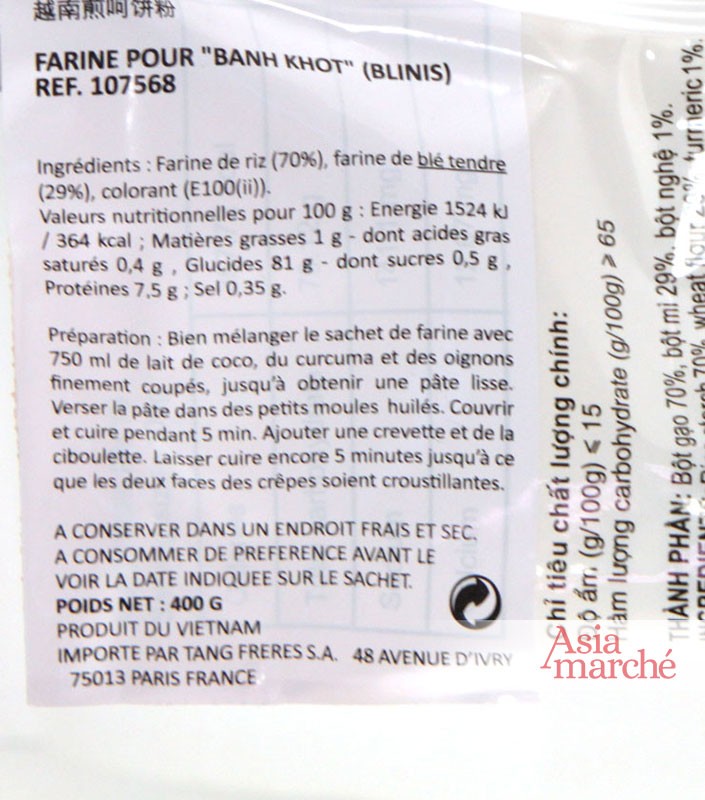 越南煎呵饼粉
FARINE POUR "BANH KHOT" (BLINIS)
REF. 107568
Ingrédients : Farine de riz (70%), farine de blé tendre
(29%), colorant (E100(ii)).
Valeurs nutritionnelles pour 100 g : Energie 1524 kJ
/ 364 kcal ; Matières grasses 1 g - dont acides gras
saturés 0,4 g , Glucides 81 g - dont sucres 0,5 g ,
Protéines 7,5 g ; Sel 0,35 g.
Préparation : Bien mélanger le sachet de farine avec
750 ml de lait de coco, du curcuma et des oignons
finement coupés, jusqu'à obtenir une pâte lisse.
Verser la pâte dans des petits moules huilés. Couvrir
et cuire pendant 5 min. Ajouter une crevette et de la
ciboulette. Laisser cuire encore 5 minutes jusqu'à ce
que les deux faces des crêpes soient croustillantes.
A CONSERVER DANS UN ENDROIT FRAIS ET SEC.
A CONSOMMER DE PREFERENCE AVANT LE
VOIR LA DATE INDIQUEE SUR LE SACHET.
POIDS NET : 400 G
PRODUIT DU VIETNAM
IMPORTE PAR TANG FRERES S.A. 48 AVENUE D'IVRY
75013 PARIS FRANCE
Chỉ tiêu chất lượng chính:
Độ ẩm (g/100g) ⩽ 15
Hàm lượng carbohydrate (g/100g) ⩾ 65
THÀNH PHẦN: Bột gạo 70%, bột mì 29%, bột nghệ 1%.
70%, wheat flour turmeric 1%.
Asia
marché